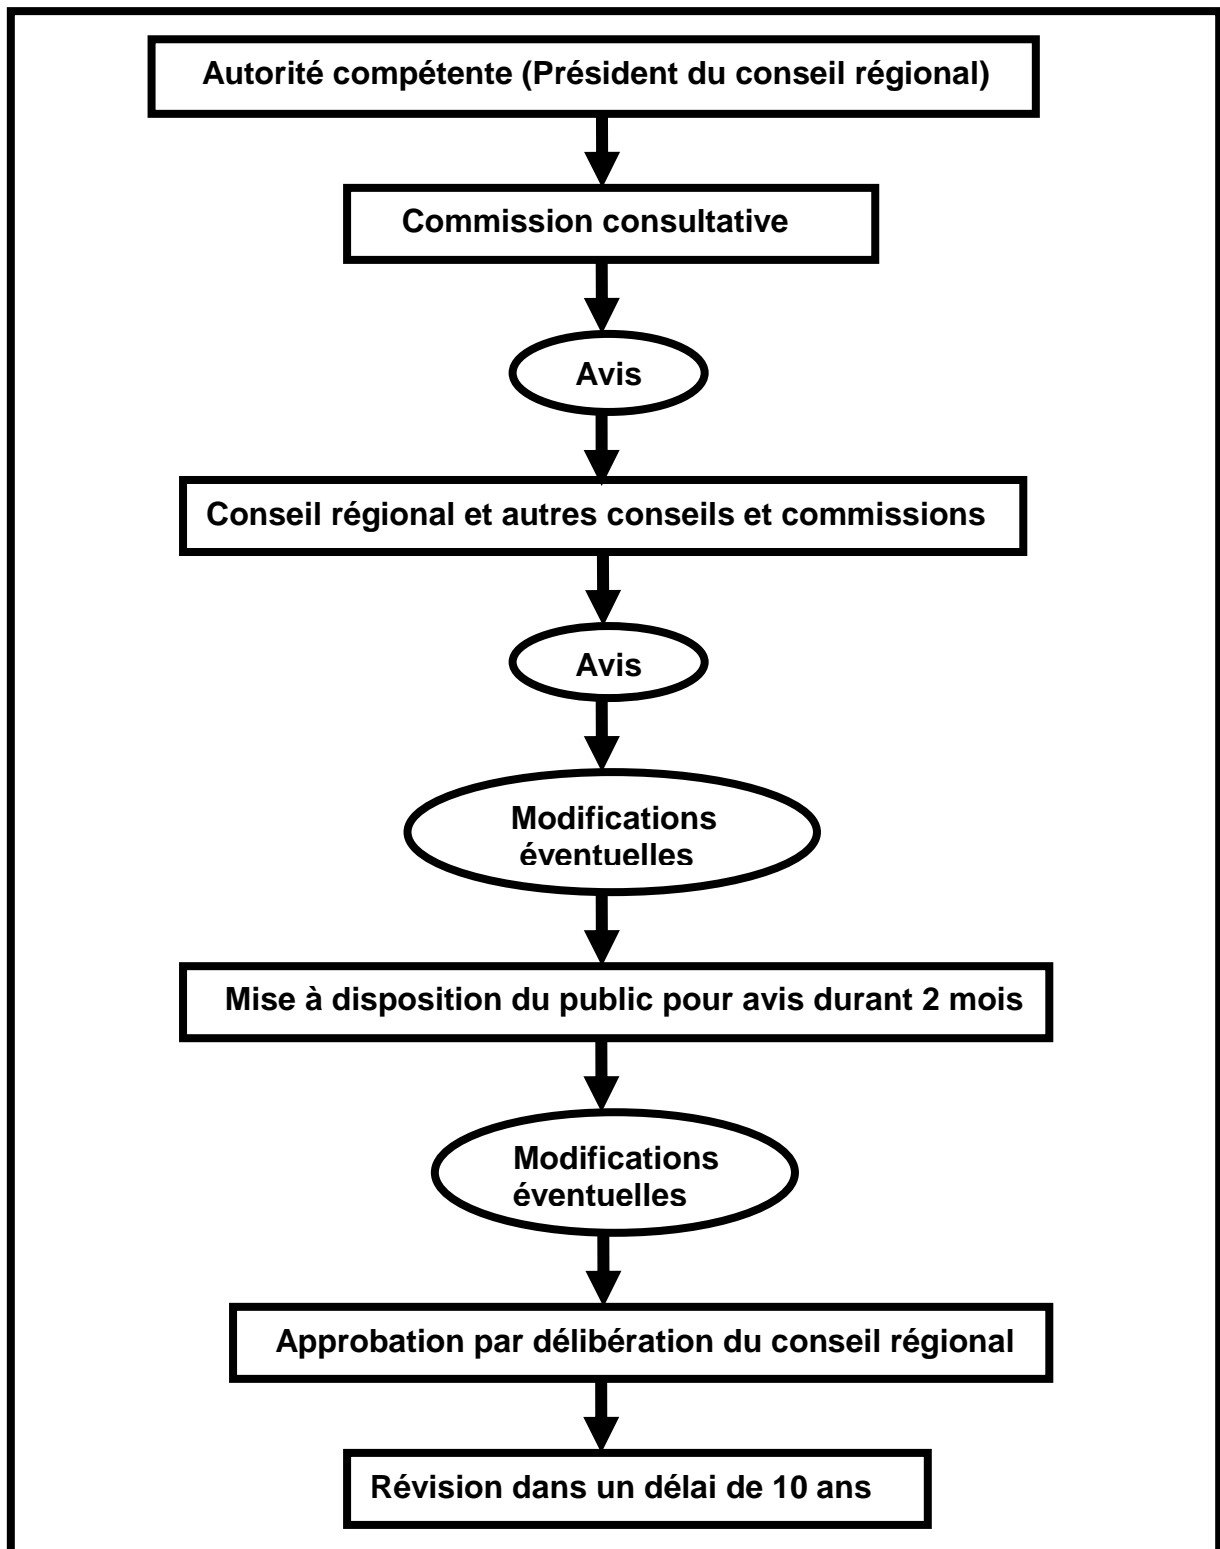 Autorité compétente (Président du conseil régional)
Commission consultative
Avis
Conseil régional et autres conseils et commissions
Avis
Modifications
éventuelles
Mise à disposition du public pour avis durant 2 mois
Modifications
éventuelles
Approbation par délibération du conseil régional
Révision dans un délai de 10 ans